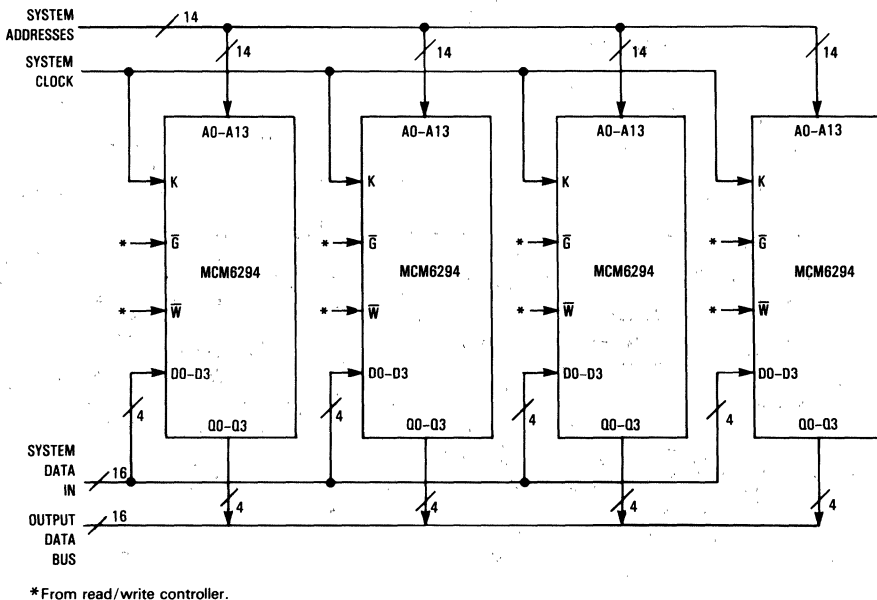 SYSTEM
ADDRESSES
14
14
14
14
14
SYSTEM
CLOCK
A0-A13
A0-A13
A0-A13
A0-A13
K
K
K
K
G̅
G̅
G̅
G̅
*
*
*
*
MCM6294
MCM6294
MCM6294
MCM6294
W̅
W̅
W̅
W̅
*
*
*
*
D0-D3
D0-D3
D0-D3
D0-D3
4
4
4
4
Q0-Q3
Q0-Q3
Q0-Q3
Q0-Q3
SYSTEM
DATA
IN
16
4
4
4
4
OUTPUT
DATA
BUS
16
*From read/write controller.